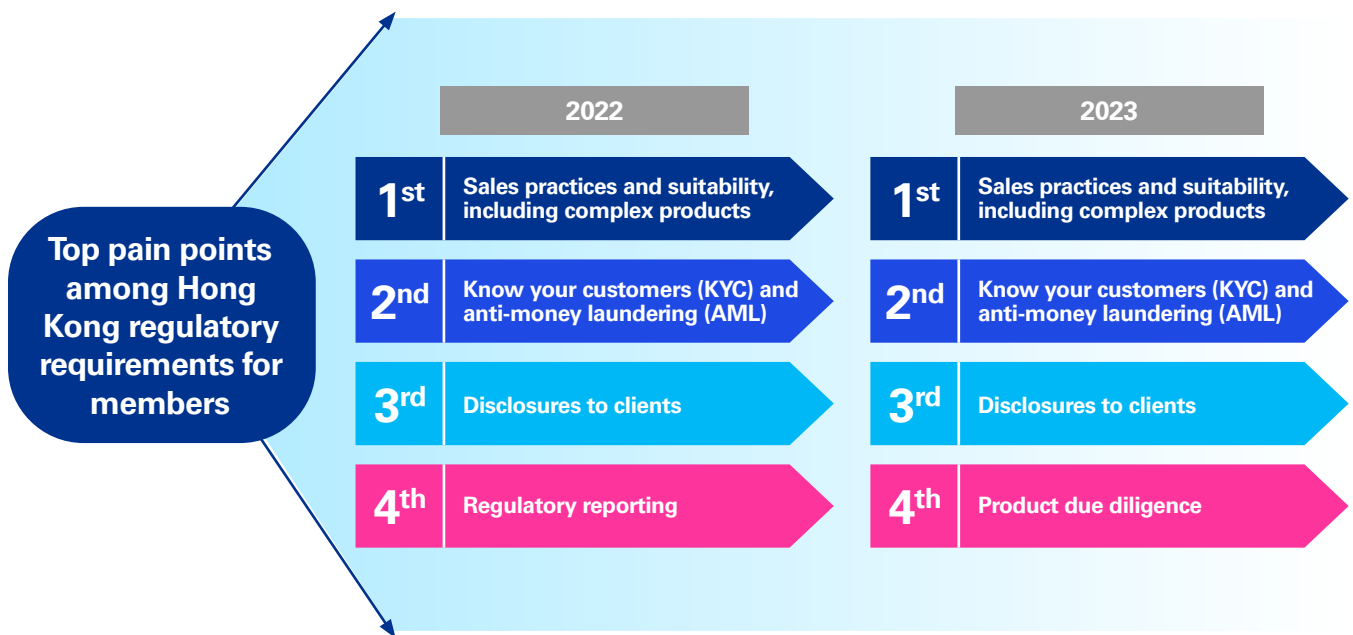 Top pain points
among Hong
Kong regulatory
requirements for
members
2022
1st
Sales practices and suitability,
including complex products
2nd
Know your customers (KYC) and
anti-money laundering (AML)
3rd
Disclosures to clients
4th
Regulatory reporting
2023
1st
Sales practices and suitability,
including complex products
2nd
Know your customers (KYC) and
anti-money laundering (AML)
3rd
Disclosures to clients
4th
Product due diligence